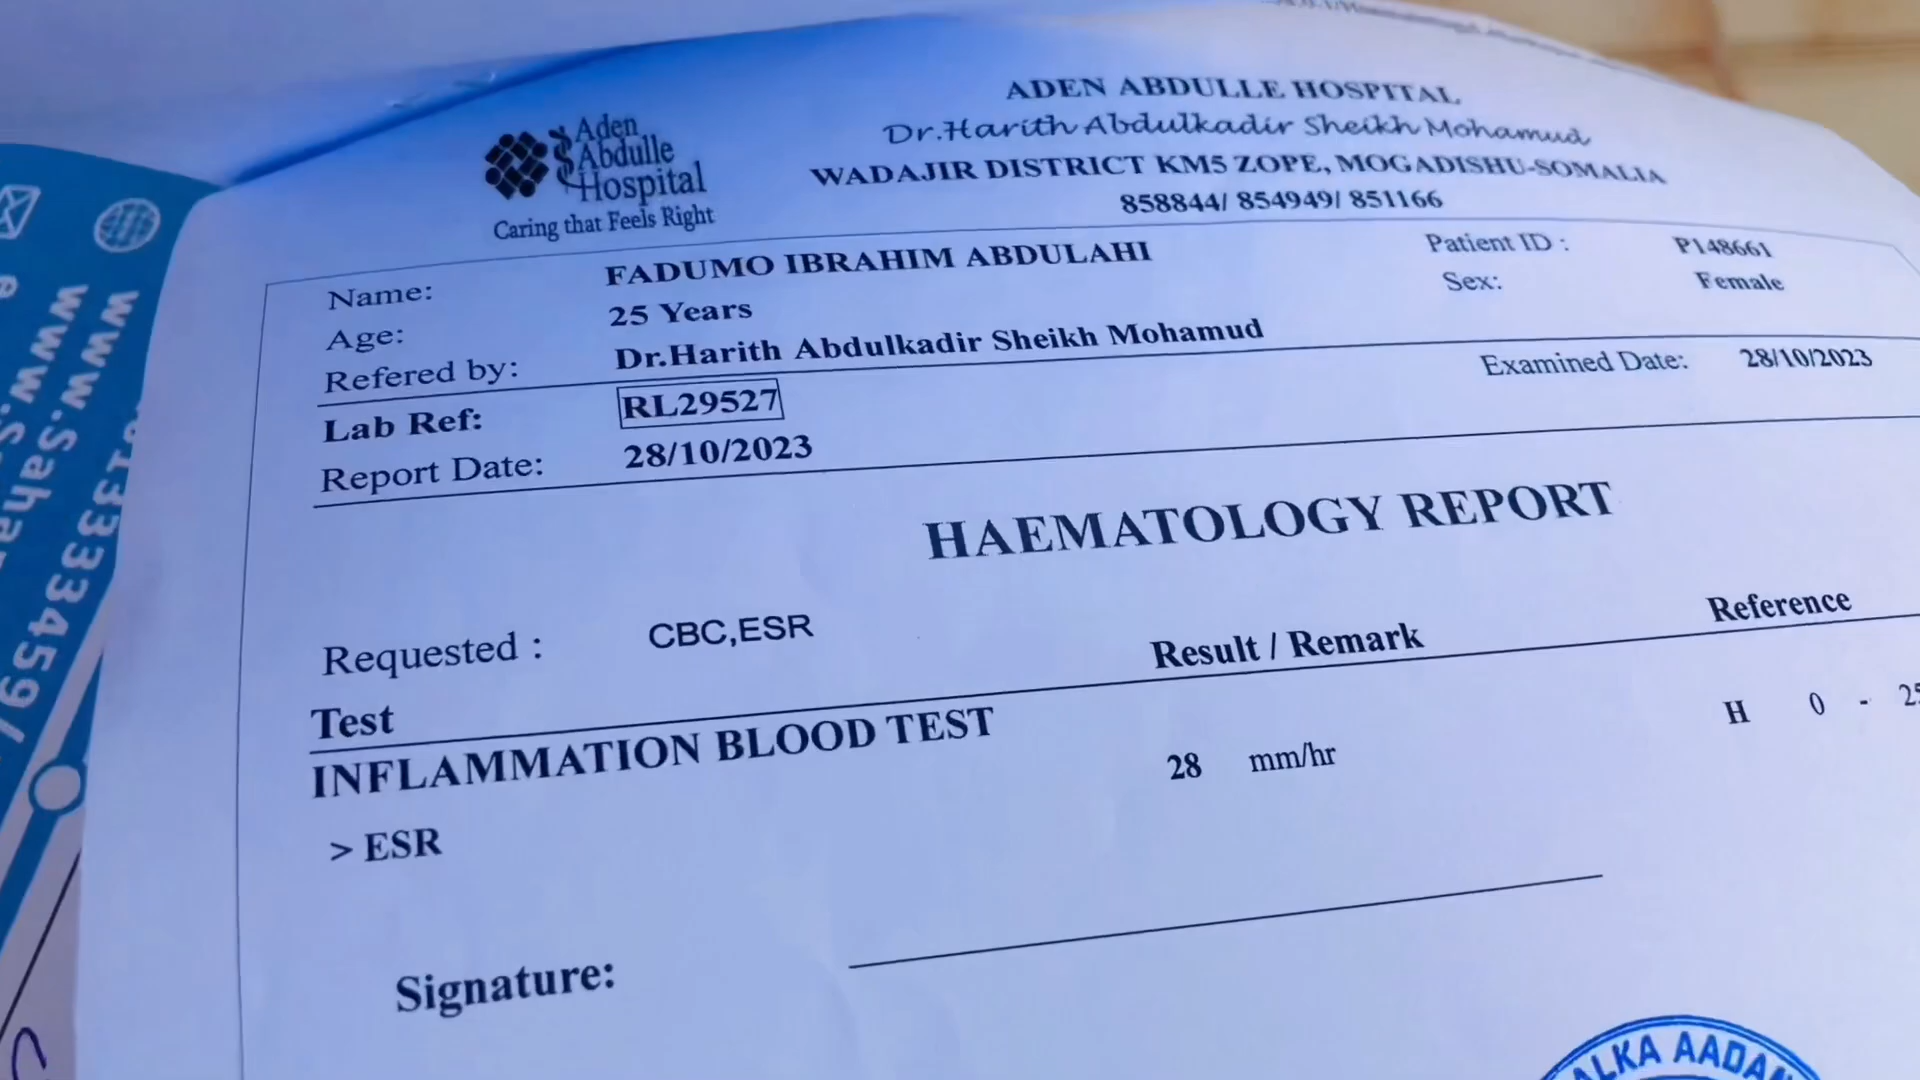 Aden
Abdulle
Hospital
Caring that Feels Right
ADEN ABDULLE HOSPITAL
Dr.Harith Abdulkadir Sheikh Mohamud
WADAJIR DISTRICT KM5 ZOPE, MOGADISHU-SOMALIA
858844/ 854949/ 851166
Name: FADUMO IBRAHIM ABDULAHI Patient ID : P148661
Age: 25 Years Sex: Female
Refered by: Dr.Harith Abdulkadir Sheikh Mohamud
Lab Ref: RL29527 Examined Date: 28/10/2023
Report Date: 28/10/2023
HAEMATOLOGY REPORT
Requested : CBC,ESR
Test Result / Remark Reference
INFLAMMATION BLOOD TEST
> ESR 28 mm/hr H 0 - 25
Signature:
ALKA AADAN
www.Sahan
www.S